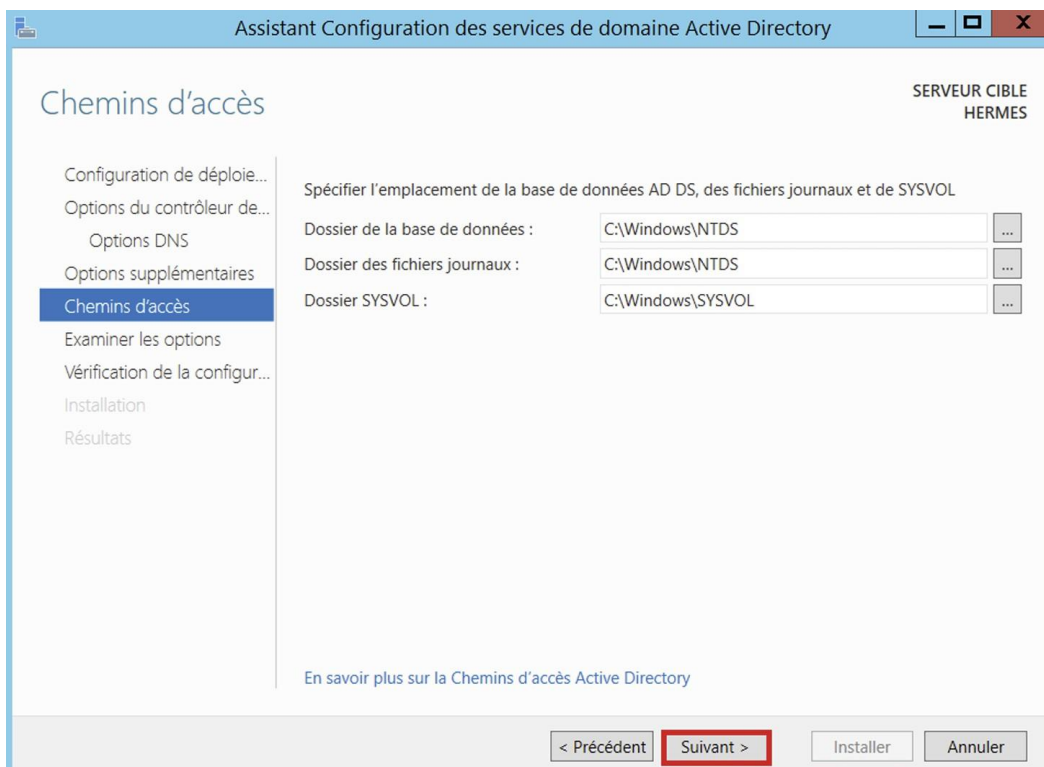 Assistant Configuration des services de domaine Active Directory
Chemins d'accès
SERVEUR CIBLE
HERMES
Configuration de déploie...
Options du contrôleur de...
Options DNS
Options supplémentaires
Chemins d'accès
Examiner les options
Vérification de la configur...
Installation
Résultats
Spécifier l'emplacement de la base de données AD DS, des fichiers journaux et de SYSVOL
Dossier de la base de données : C:\Windows\NTDS ...
Dossier des fichiers journaux : C:\Windows\NTDS ...
Dossier SYSVOL : C:\Windows\SYSVOL ...
En savoir plus sur la Chemins d'accès Active Directory
< Précédent Suivant > Installer Annuler